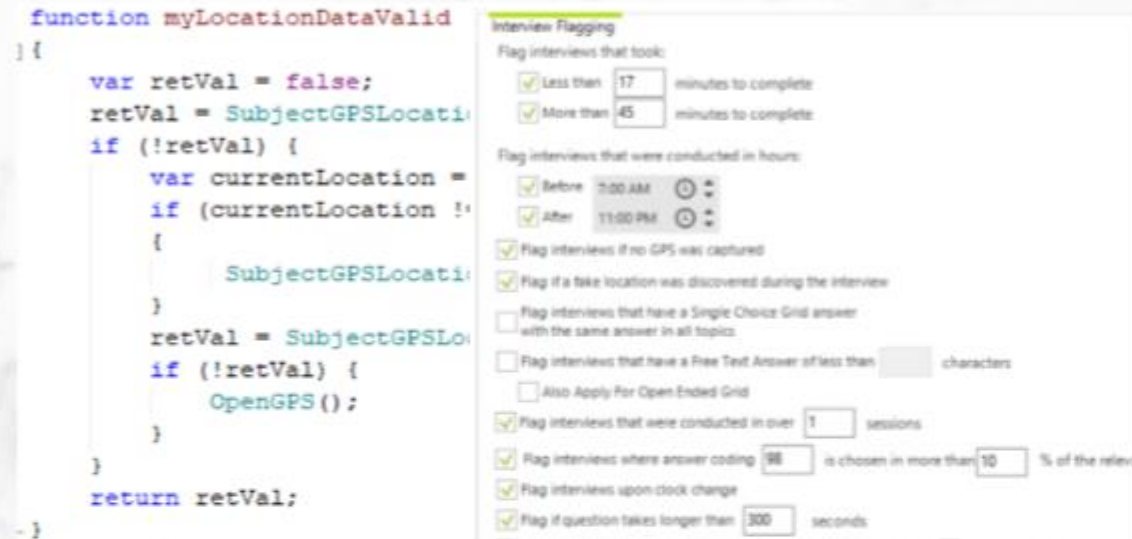 function myLocationDataValid
{
var retVal = false;
retVal = SubjectGPSLocati
if (!retVal) {
var currentLocation =
if (currentLocation !
{
SubjectGPSLocati
}
retVal = SubjectGPSLo
if (!retVal) {
OpenGPS();
}
}
return retVal;
}
Interview Flagging
Flag interviews that took:
Less than 17 minutes to complete
More than 45 minutes to complete
Flag interviews that were conducted in hours:
Before 7:00 AM
After 11:00 PM
Flag interviews if no GPS was captured
Flag if a fake location was discovered during the interview
Flag interviews that have a Single Choice Grid answer
with the same answer in all topics
Flag interviews that have a Free Text Answer of less than characters
Also Apply For Open Ended Grid
Flag interviews that were conducted in over 1 sessions
Flag interviews where answer coding 98 is chosen in more than 10 % of the relev
Flag interviews upon clock change
Flag if question takes longer than 300 seconds